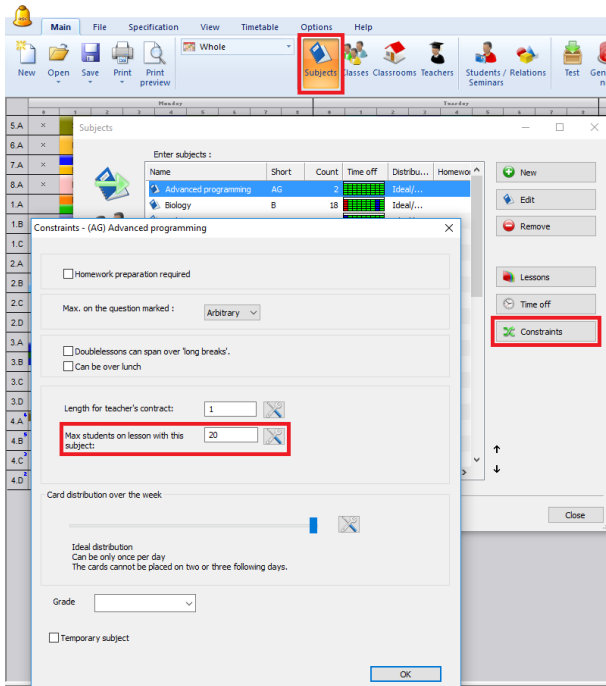 Main File Specification View Timetable Options Help
Whole
New Open Save Print Print preview Subjects Classes Classrooms Teachers Students / Seminars Relations Test
Monday Tuesday
5.A
6.A
7.A
8.A
1.A
1.B
1.C
2.A
2.B
2.C
2.D
3.A
3.B
3.C
3.D
4.A
4.B
4.C
4.D
Subjects
Enter subjects :
Name Short Count Time off Distribu... Homewor
Advanced programming AG 2 Ideal/...
Biology B 18 Ideal/...
New
Edit
Remove
Lessons
Time off
Constraints
Close
Constraints - (AG) Advanced programming
Homework preparation required
Max. on the question marked : Arbitrary
Doublelessons can span over 'long breaks'.
Can be over lunch
Length for teacher's contract: 1
Max students on lesson with this 20
subject:
Card distribution over the week
Ideal distribution
Can be only once per day
The cards cannot be placed on two or three following days.
Grade
Temporary subject
OK